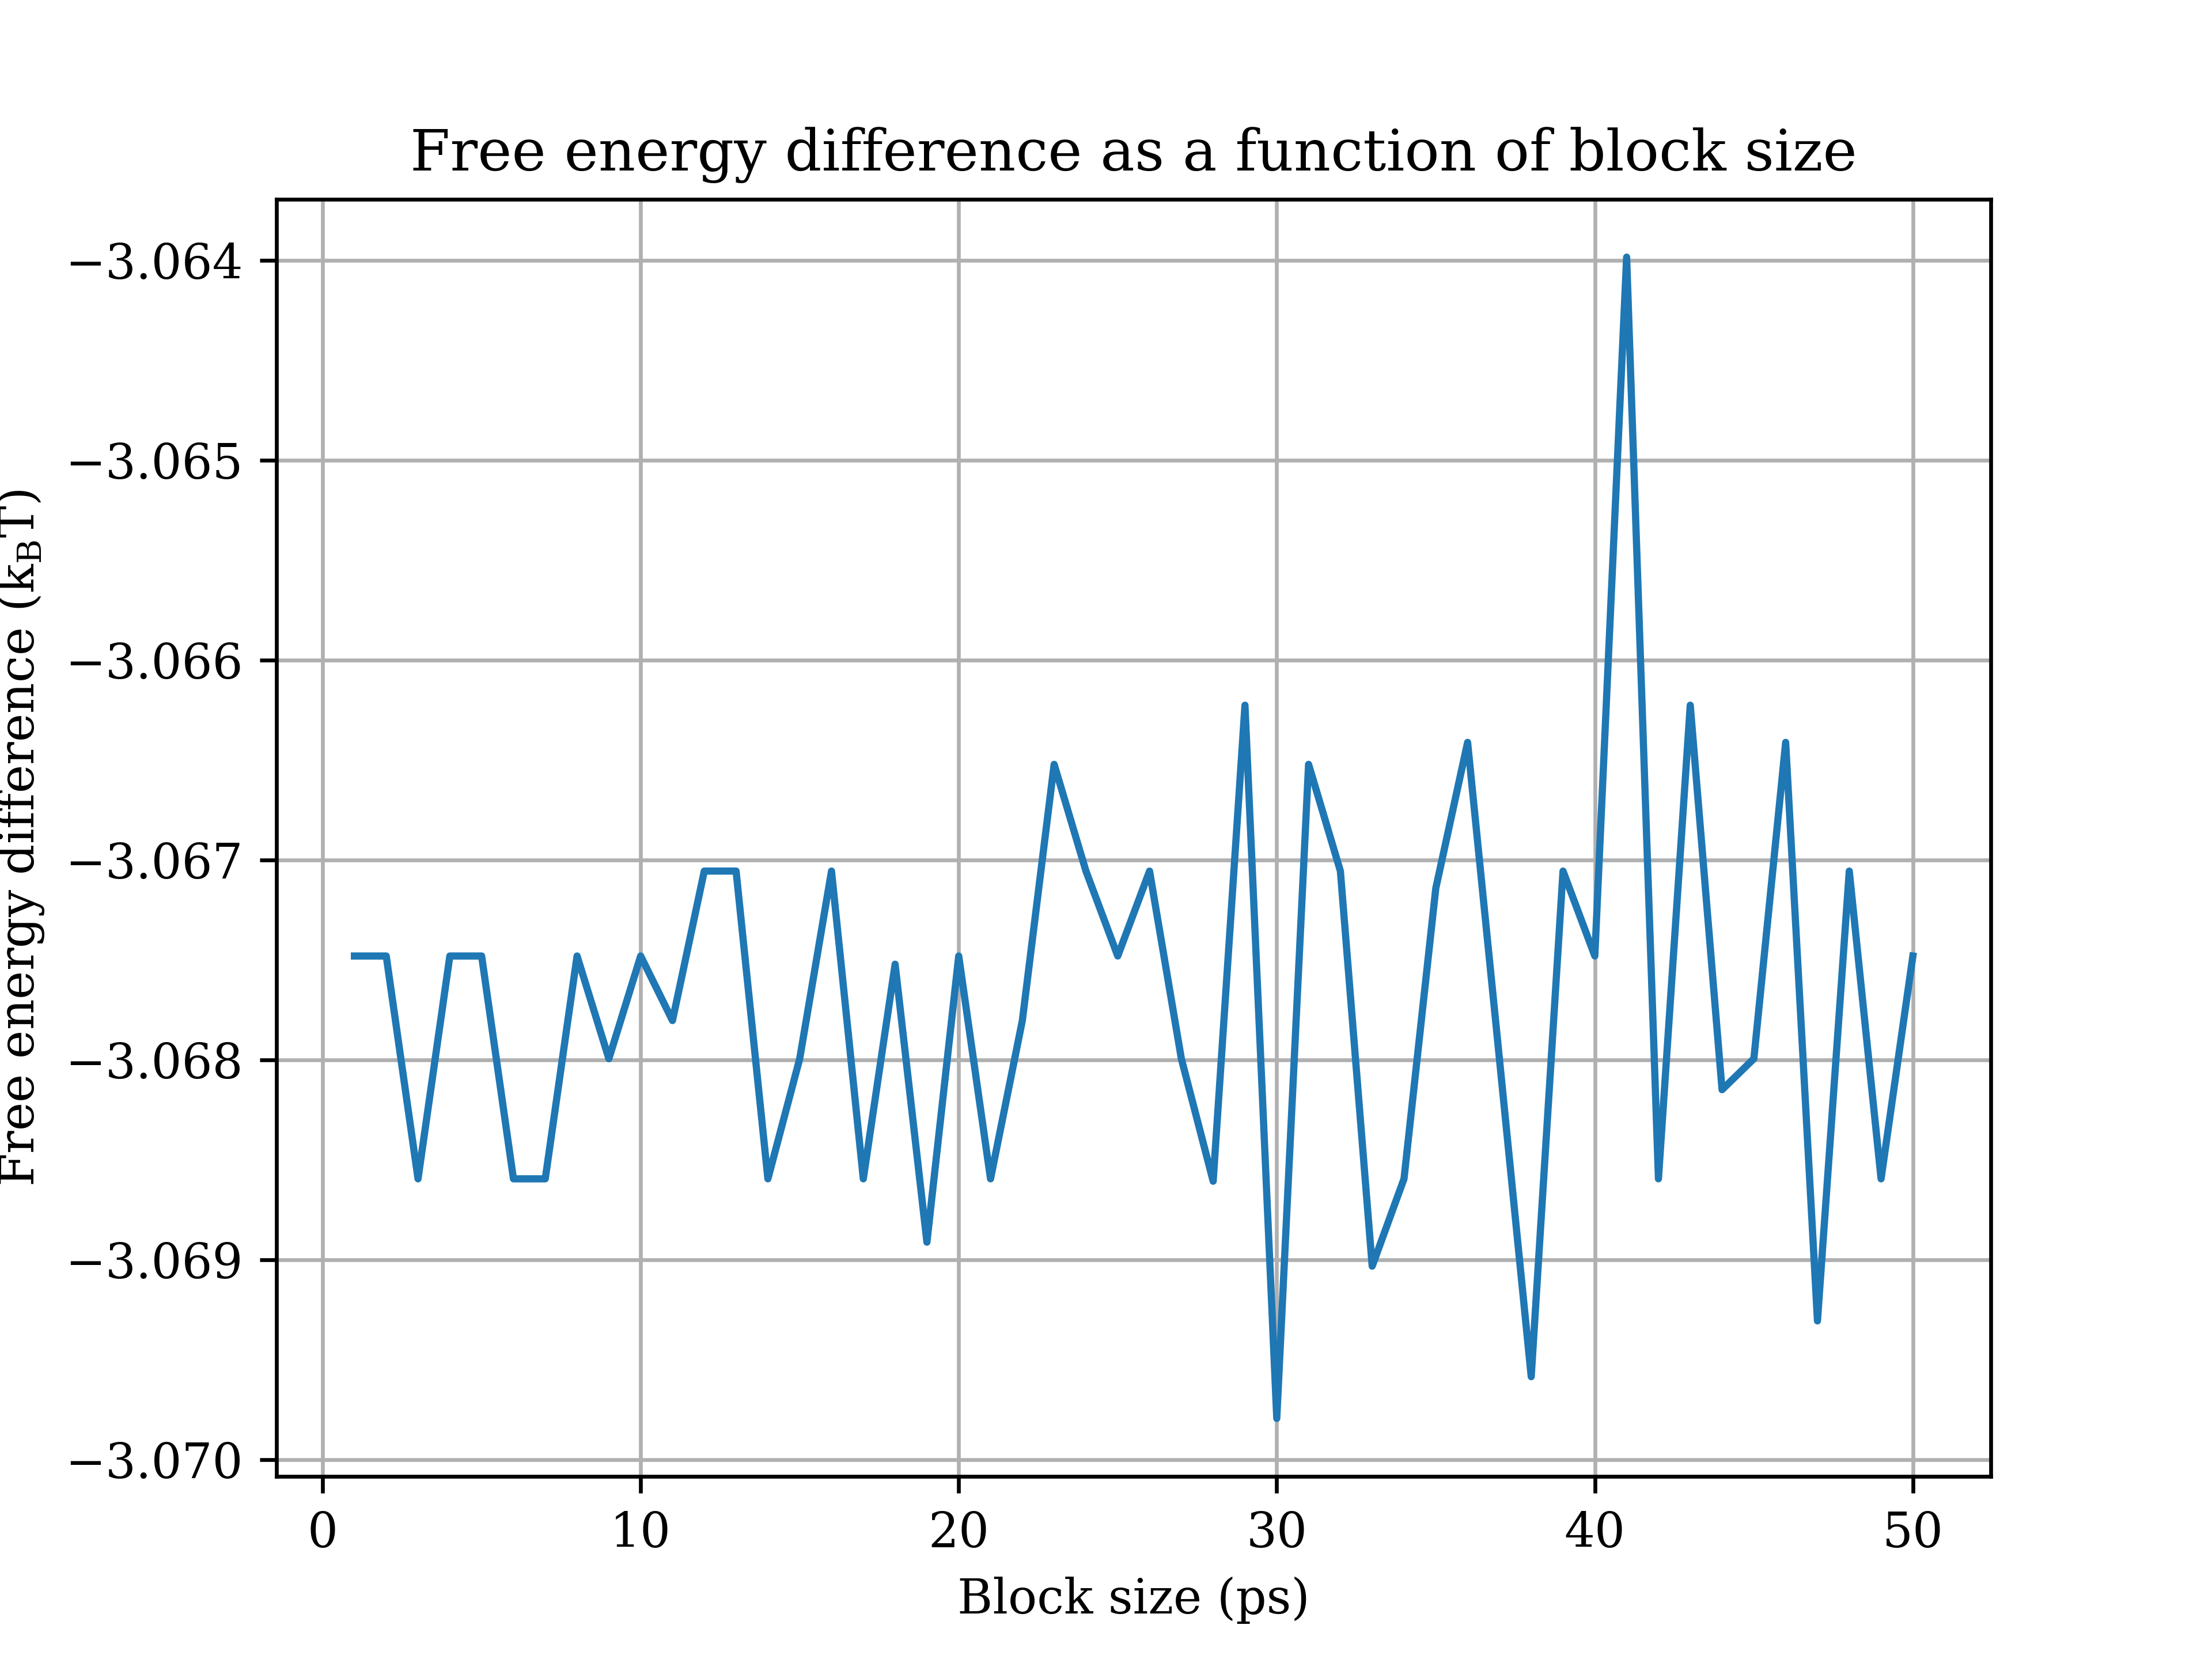 Free energy difference as a function of block size
Free energy difference (kBT)
−3.064
−3.065
−3.066
−3.067
−3.068
−3.069
−3.070
0 10 20 30 40 50
Block size (ps)